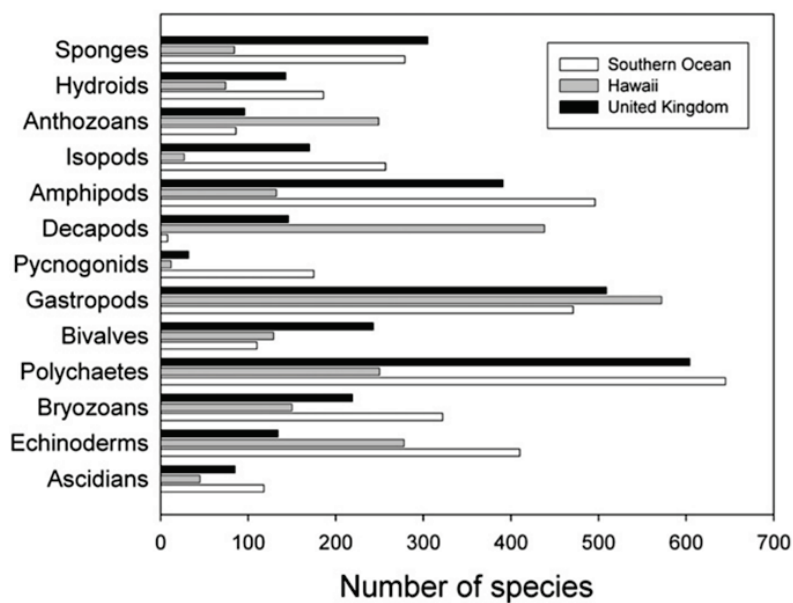 Sponges
Hydroids
Anthozoans
Isopods
Amphipods
Decapods
Pycnogonids
Gastropods
Bivalves
Polychaetes
Bryozoans
Echinoderms
Ascidians
Southern Ocean
Hawaii
United Kingdom
0 100 200 300 400 500 600 700
Number of species